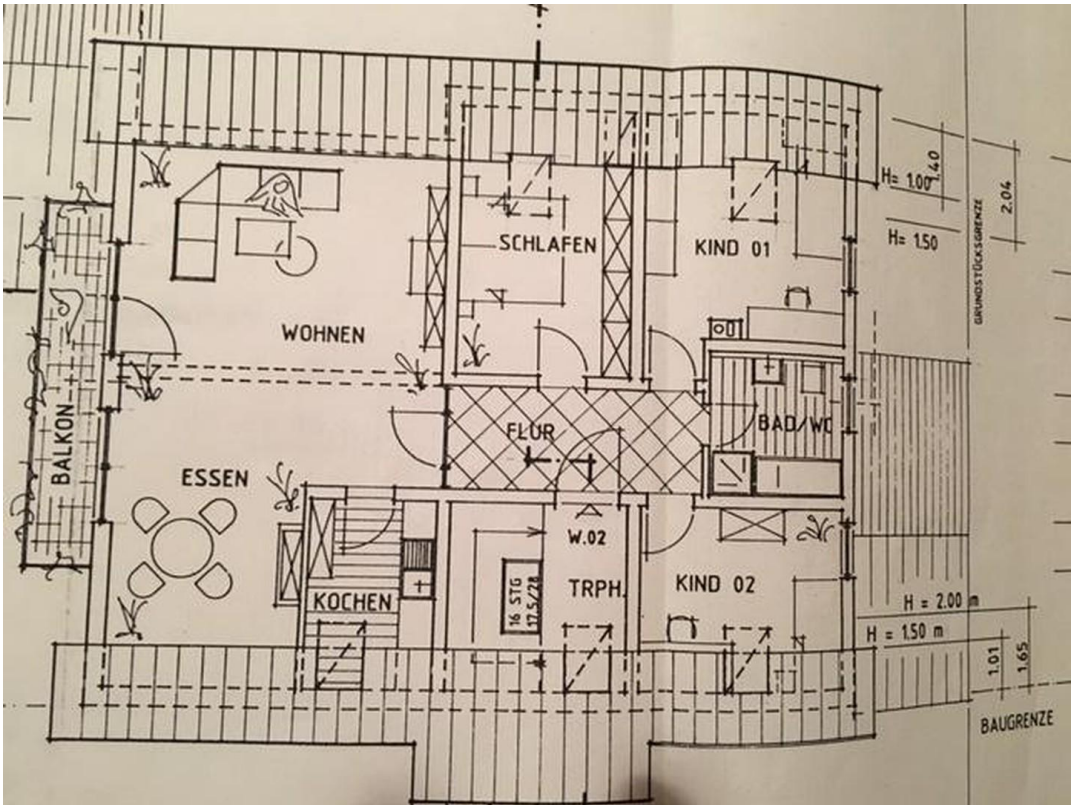 H= 1.00
1.40
2.04
H= 1.50
GRUNDSTÜCKSGRENZE
SCHLAFEN
KIND 01
WOHNEN
BALKON
FLUR
BAD/WC
ESSEN
W.02
16 STG
17.5/28
TRPH.
KIND 02
KOCHEN
H = 2.00 m
H = 1.50 m
1.01
1.65
BAUGRENZE